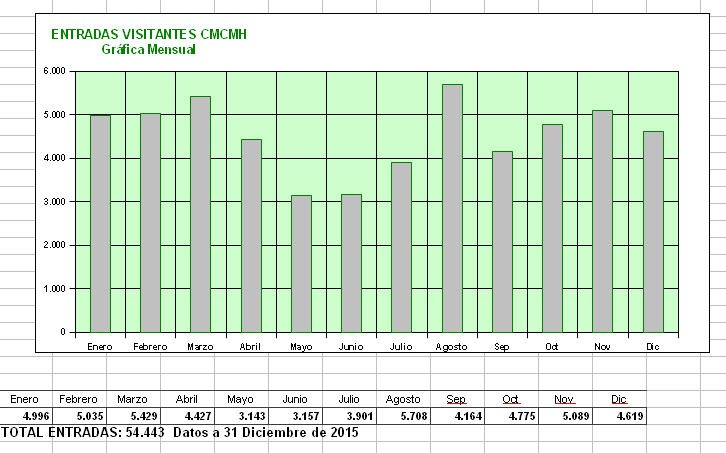 ENTRADAS VISITANTES CMCMH
Gráfica Mensual
6.000
5.000
4.000
3.000
2.000
1.000
0
Enero Febrero Marzo Abril Mayo Junio Julio Agosto Sep Oct Nov Dic
Enero Febrero Marzo Abril Mayo Junio Julio Agosto Sep Oct Nov Dic
4.996 5.035 5.429 4.427 3.143 3.157 3.901 5.708 4.164 4.775 5.089 4.619
TOTAL ENTRADAS: 54.443 Datos a 31 Diciembre de 2015